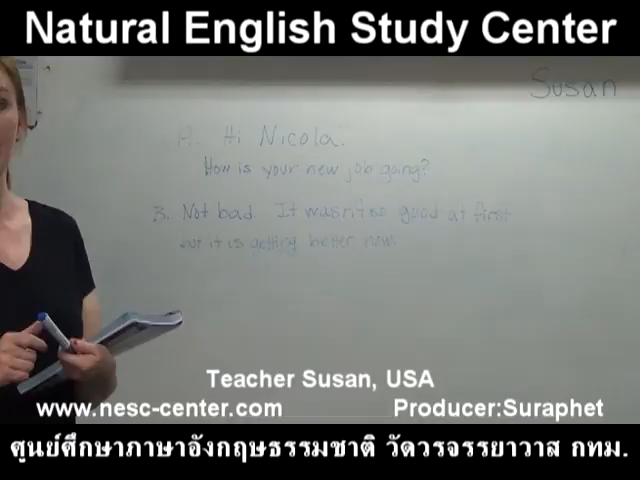 Natural English Study Center
Susan
A. Hi Nicola.
How is your new job going?
B. Not bad. It wasn't so good at first
but it is getting better now
Teacher Susan, USA
www.nesc-center.com Producer:Suraphet
ศูนย์ศึกษาภาษาอังกฤษธรรมชาติ วัดวรจรรยาวาส กทม.